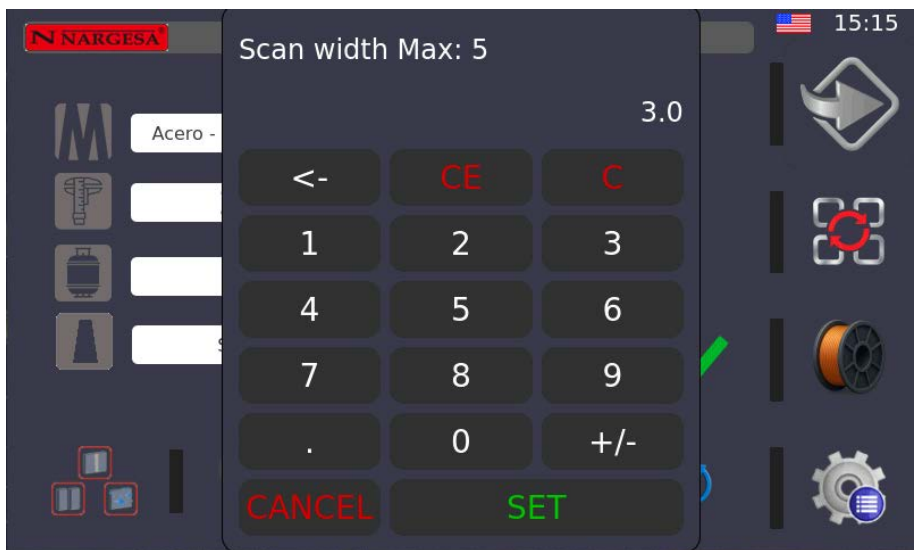 N NARGESA
15:15
Scan width Max: 5
3.0
Acero -
<- CE C
1 2 3
4 5 6
7 8 9
. 0 +/-
CANCEL SET